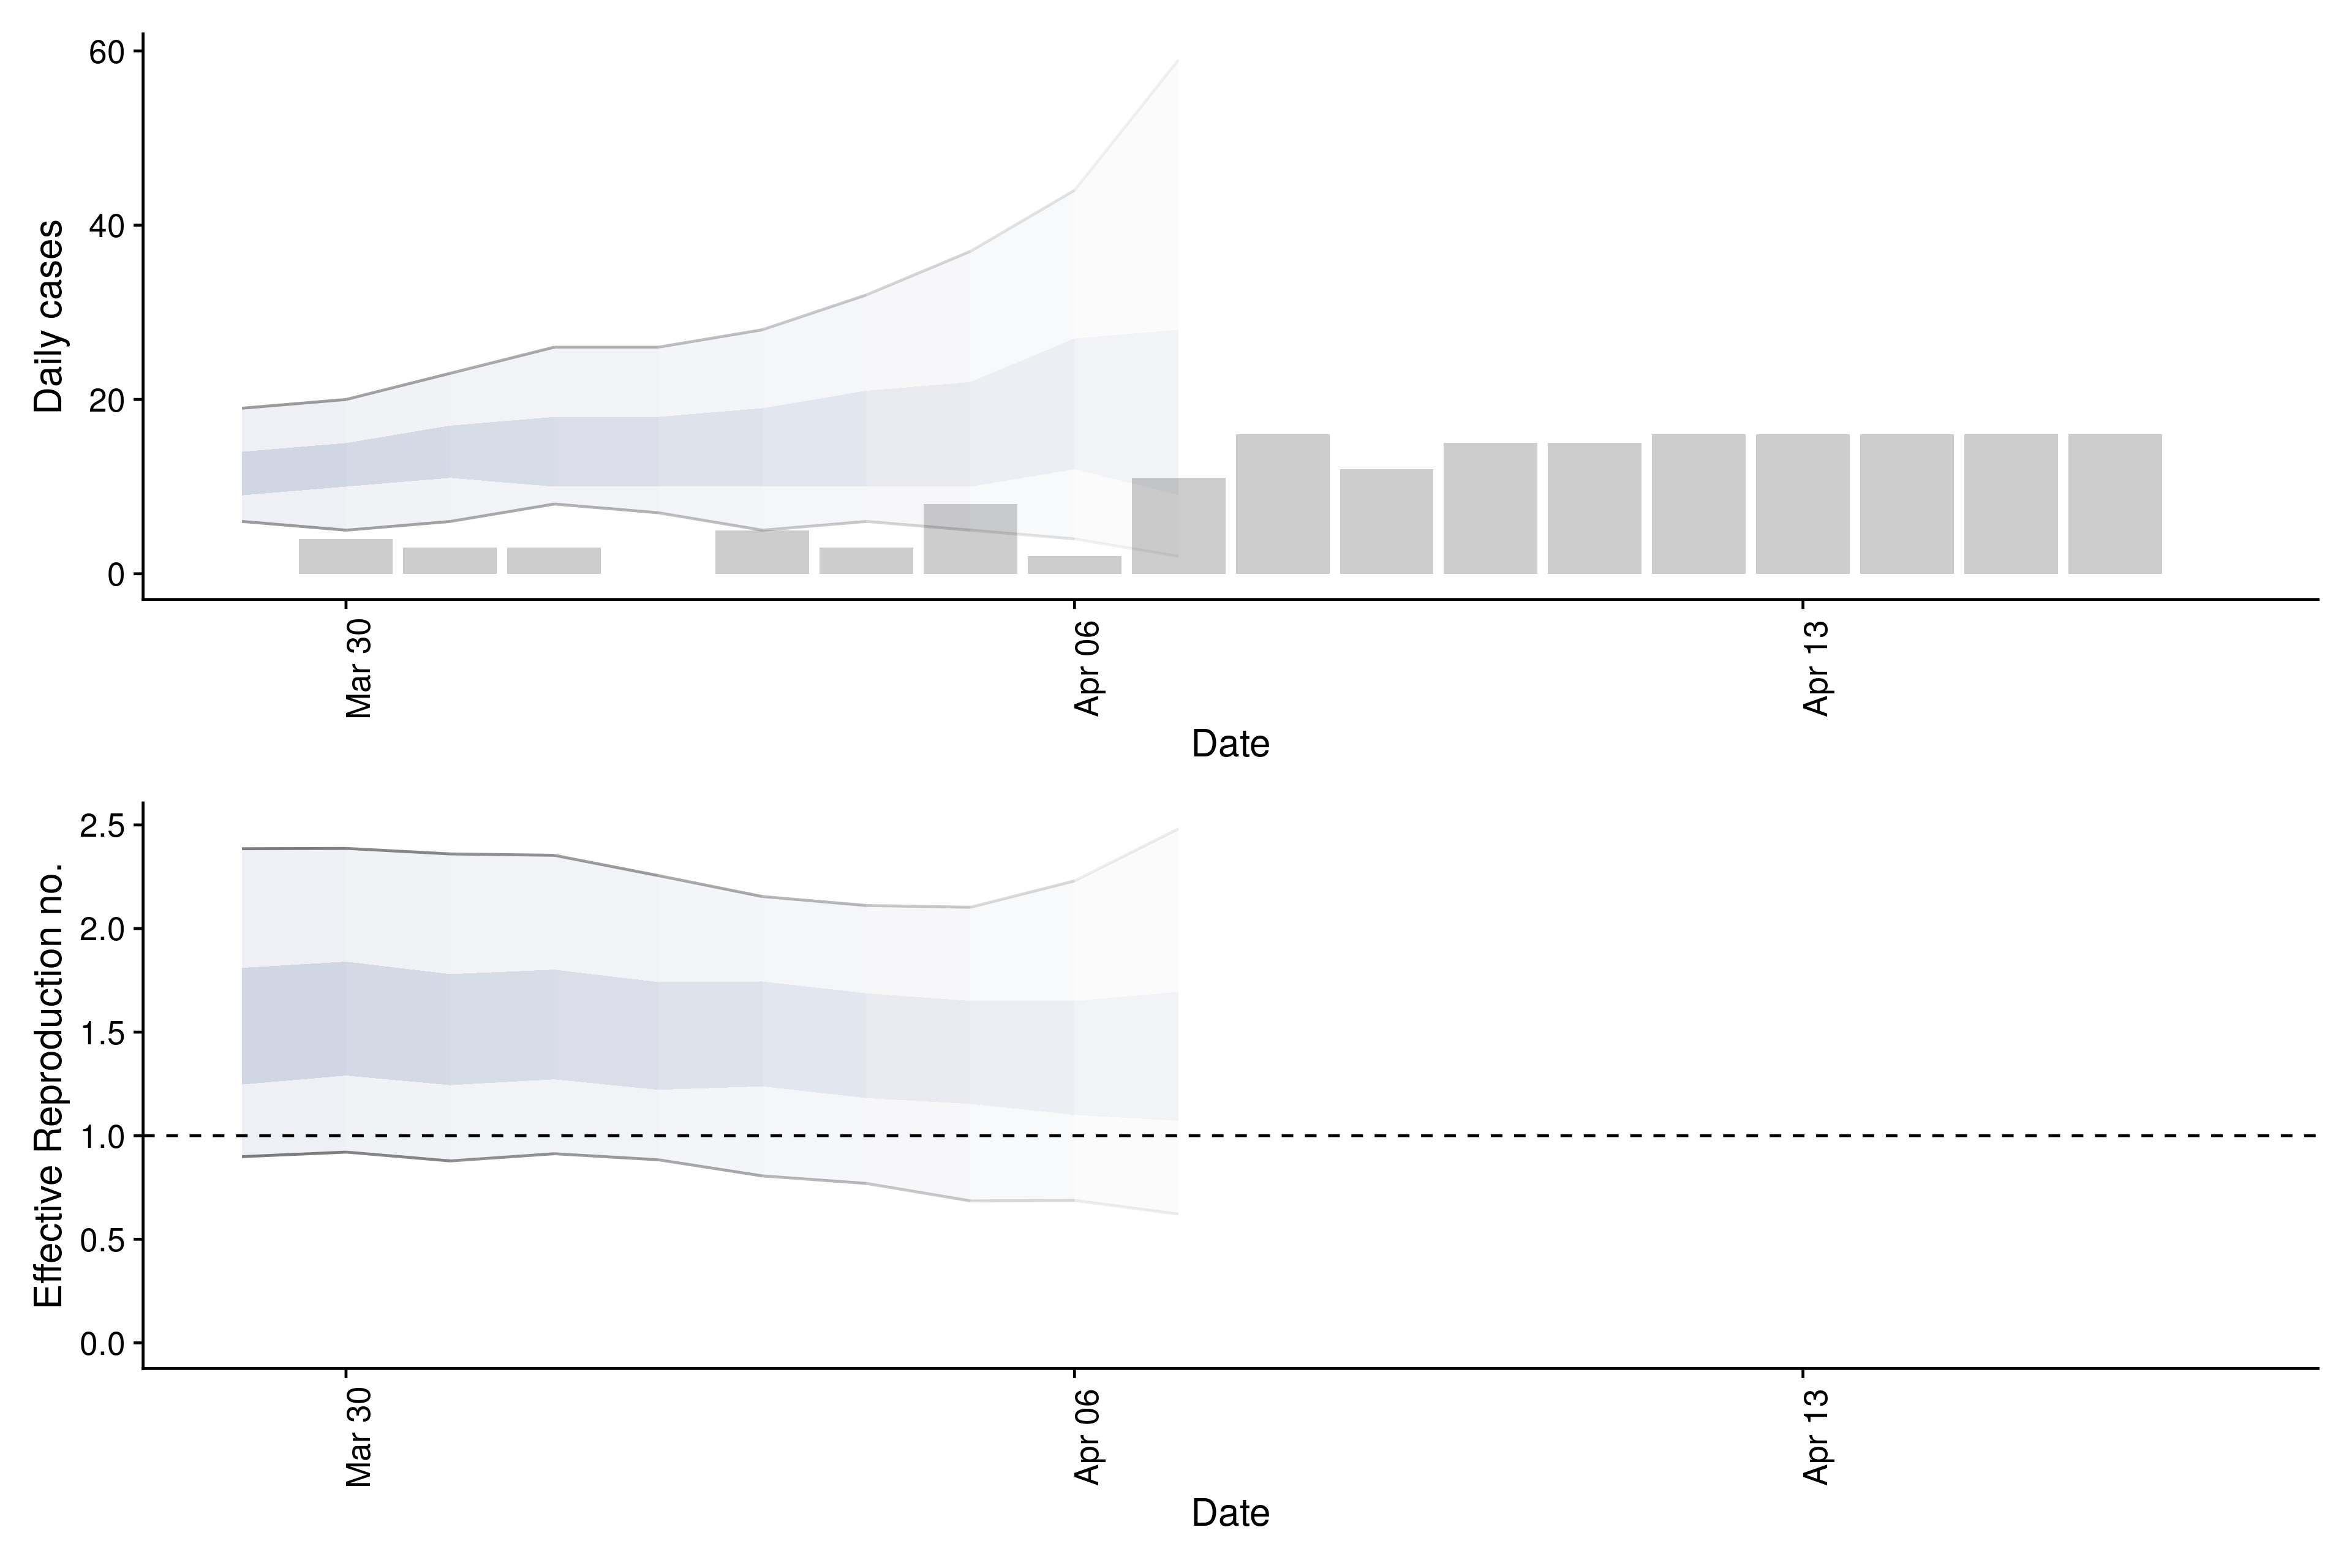 60
40
20
0
Daily cases
Mar 30
Apr 06
Apr 13
Date
2.5
2.0
1.5
1.0
0.5
0.0
Effective Reproduction no.
Mar 30
Apr 06
Apr 13
Date